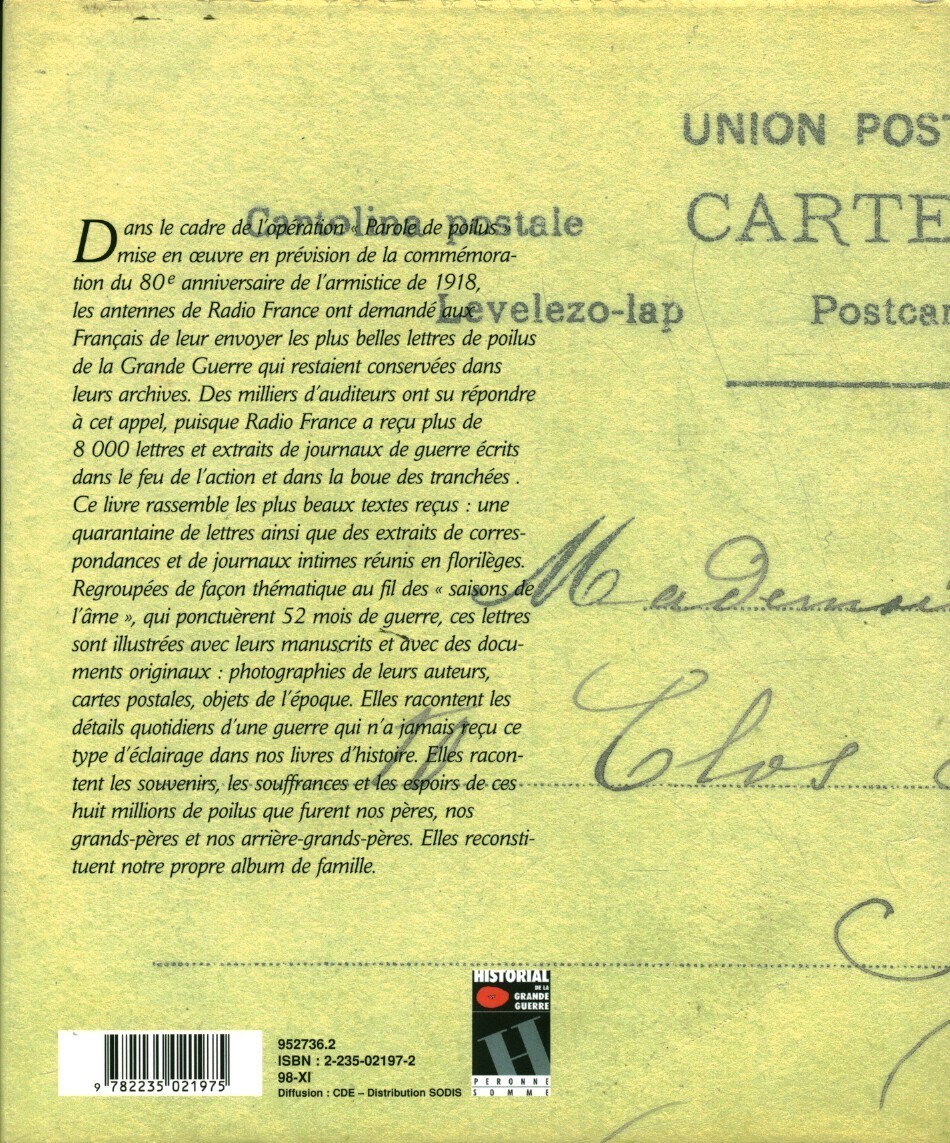 UNION POST
CARTE
Cartolina postale
Levelezo-lap
Postcar
Dans le cadre de l'opération « Parole de poilus »
mise en œuvre en prévision de la commémora-
tion du 80e anniversaire de l'armistice de 1918,
les antennes de Radio France ont demandé aux
Français de leur envoyer les plus belles lettres de poilus
de la Grande Guerre qui restaient conservées dans
leurs archives. Des milliers d'auditeurs ont su répondre
à cet appel, puisque Radio France a reçu plus de
8 000 lettres et extraits de journaux de guerre écrits
dans le feu de l'action et dans la boue des tranchées .
Ce livre rassemble les plus beaux textes reçus : une
quarantaine de lettres ainsi que des extraits de corres-
pondances et de journaux intimes réunis en florilèges.
Regroupées de façon thématique au fil des « saisons de
l'âme », qui ponctuèrent 52 mois de guerre, ces lettres
sont illustrées avec leurs manuscrits et avec des docu-
ments originaux : photographies de leurs auteurs,
cartes postales, objets de l'époque. Elles racontent les
détails quotidiens d'une guerre qui n'a jamais reçu ce
type d'éclairage dans nos livres d'histoire. Elles racon-
tent les souvenirs, les souffrances et les espoirs de ces
huit millions de poilus que furent nos pères, nos
grands-pères et nos arrière-grands-pères. Elles reconsti-
tuent notre propre album de famille.
Mademoise
10 Clos
HISTORIAL
DE LA
GRANDE
GUERRE
H
PERONNE
SOMME
9 782235 021975
952736.2
ISBN : 2-235-02197-2
98-XI
Diffusion : CDE – Distribution SODIS